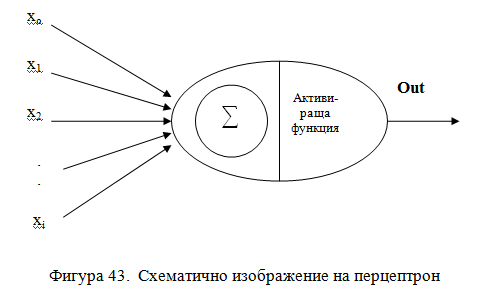 x₀
x₁
x₂
.
.
xᵢ
Σ
Активи-
раща
функция
Out
Фигура 43. Схематично изображение на перцептрон